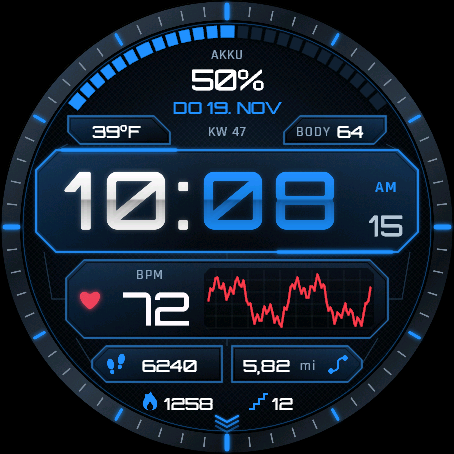 AKKU
50%
DO 19. NOV
39°F KW 47 BODY 64
10:08 AM 15
BPM
72
6240 5,82 mi
1258 12